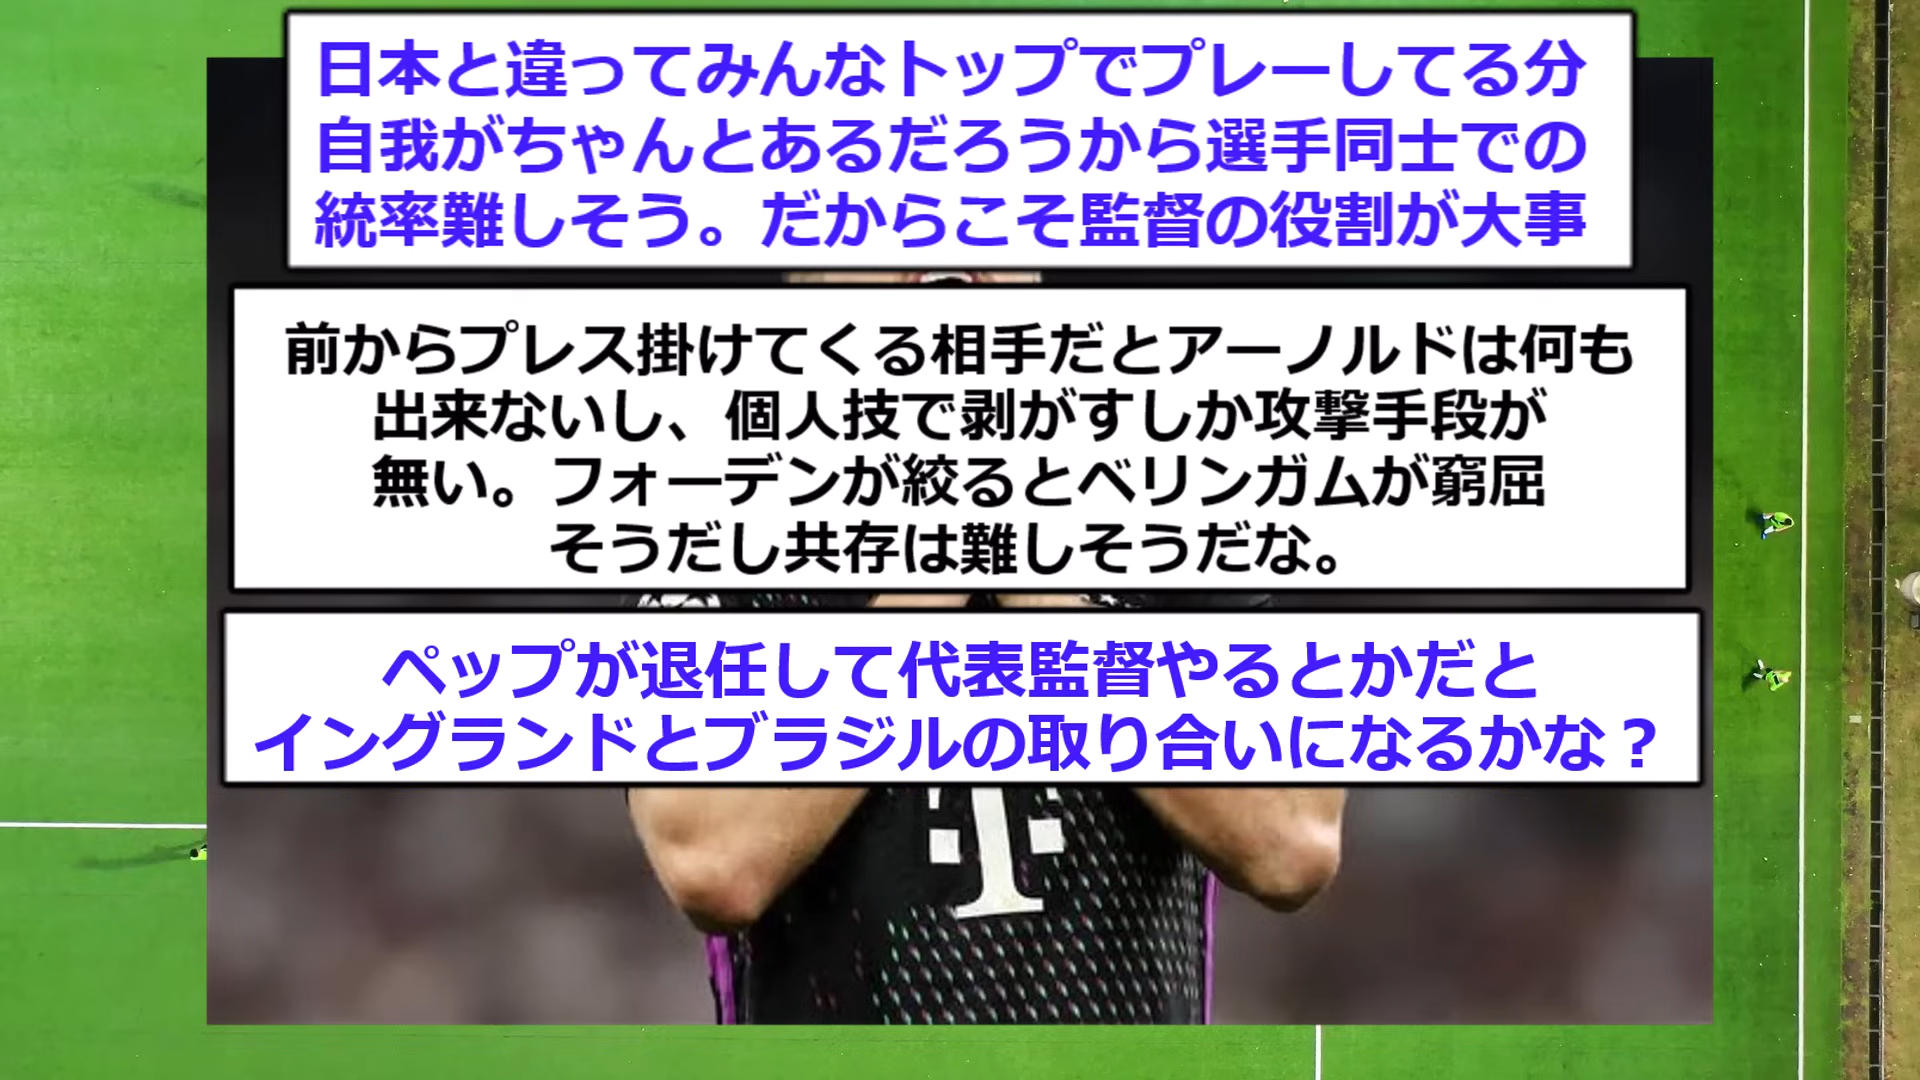 日本と違ってみんなトップでプレーしてる分
自我がちゃんとあるだろうから選手同士での
統率難しそう。だからこそ監督の役割が大事
前からプレス掛けてくる相手だとアーノルドは何も
出来ないし、個人技で剥がすしか攻撃手段が
無い。フォーデンが絞るとベリンガムが窮屈
そうだし共存は難しそうだな。
ペップが退任して代表監督やるとかだと
イングランドとブラジルの取り合いになるかな？
T